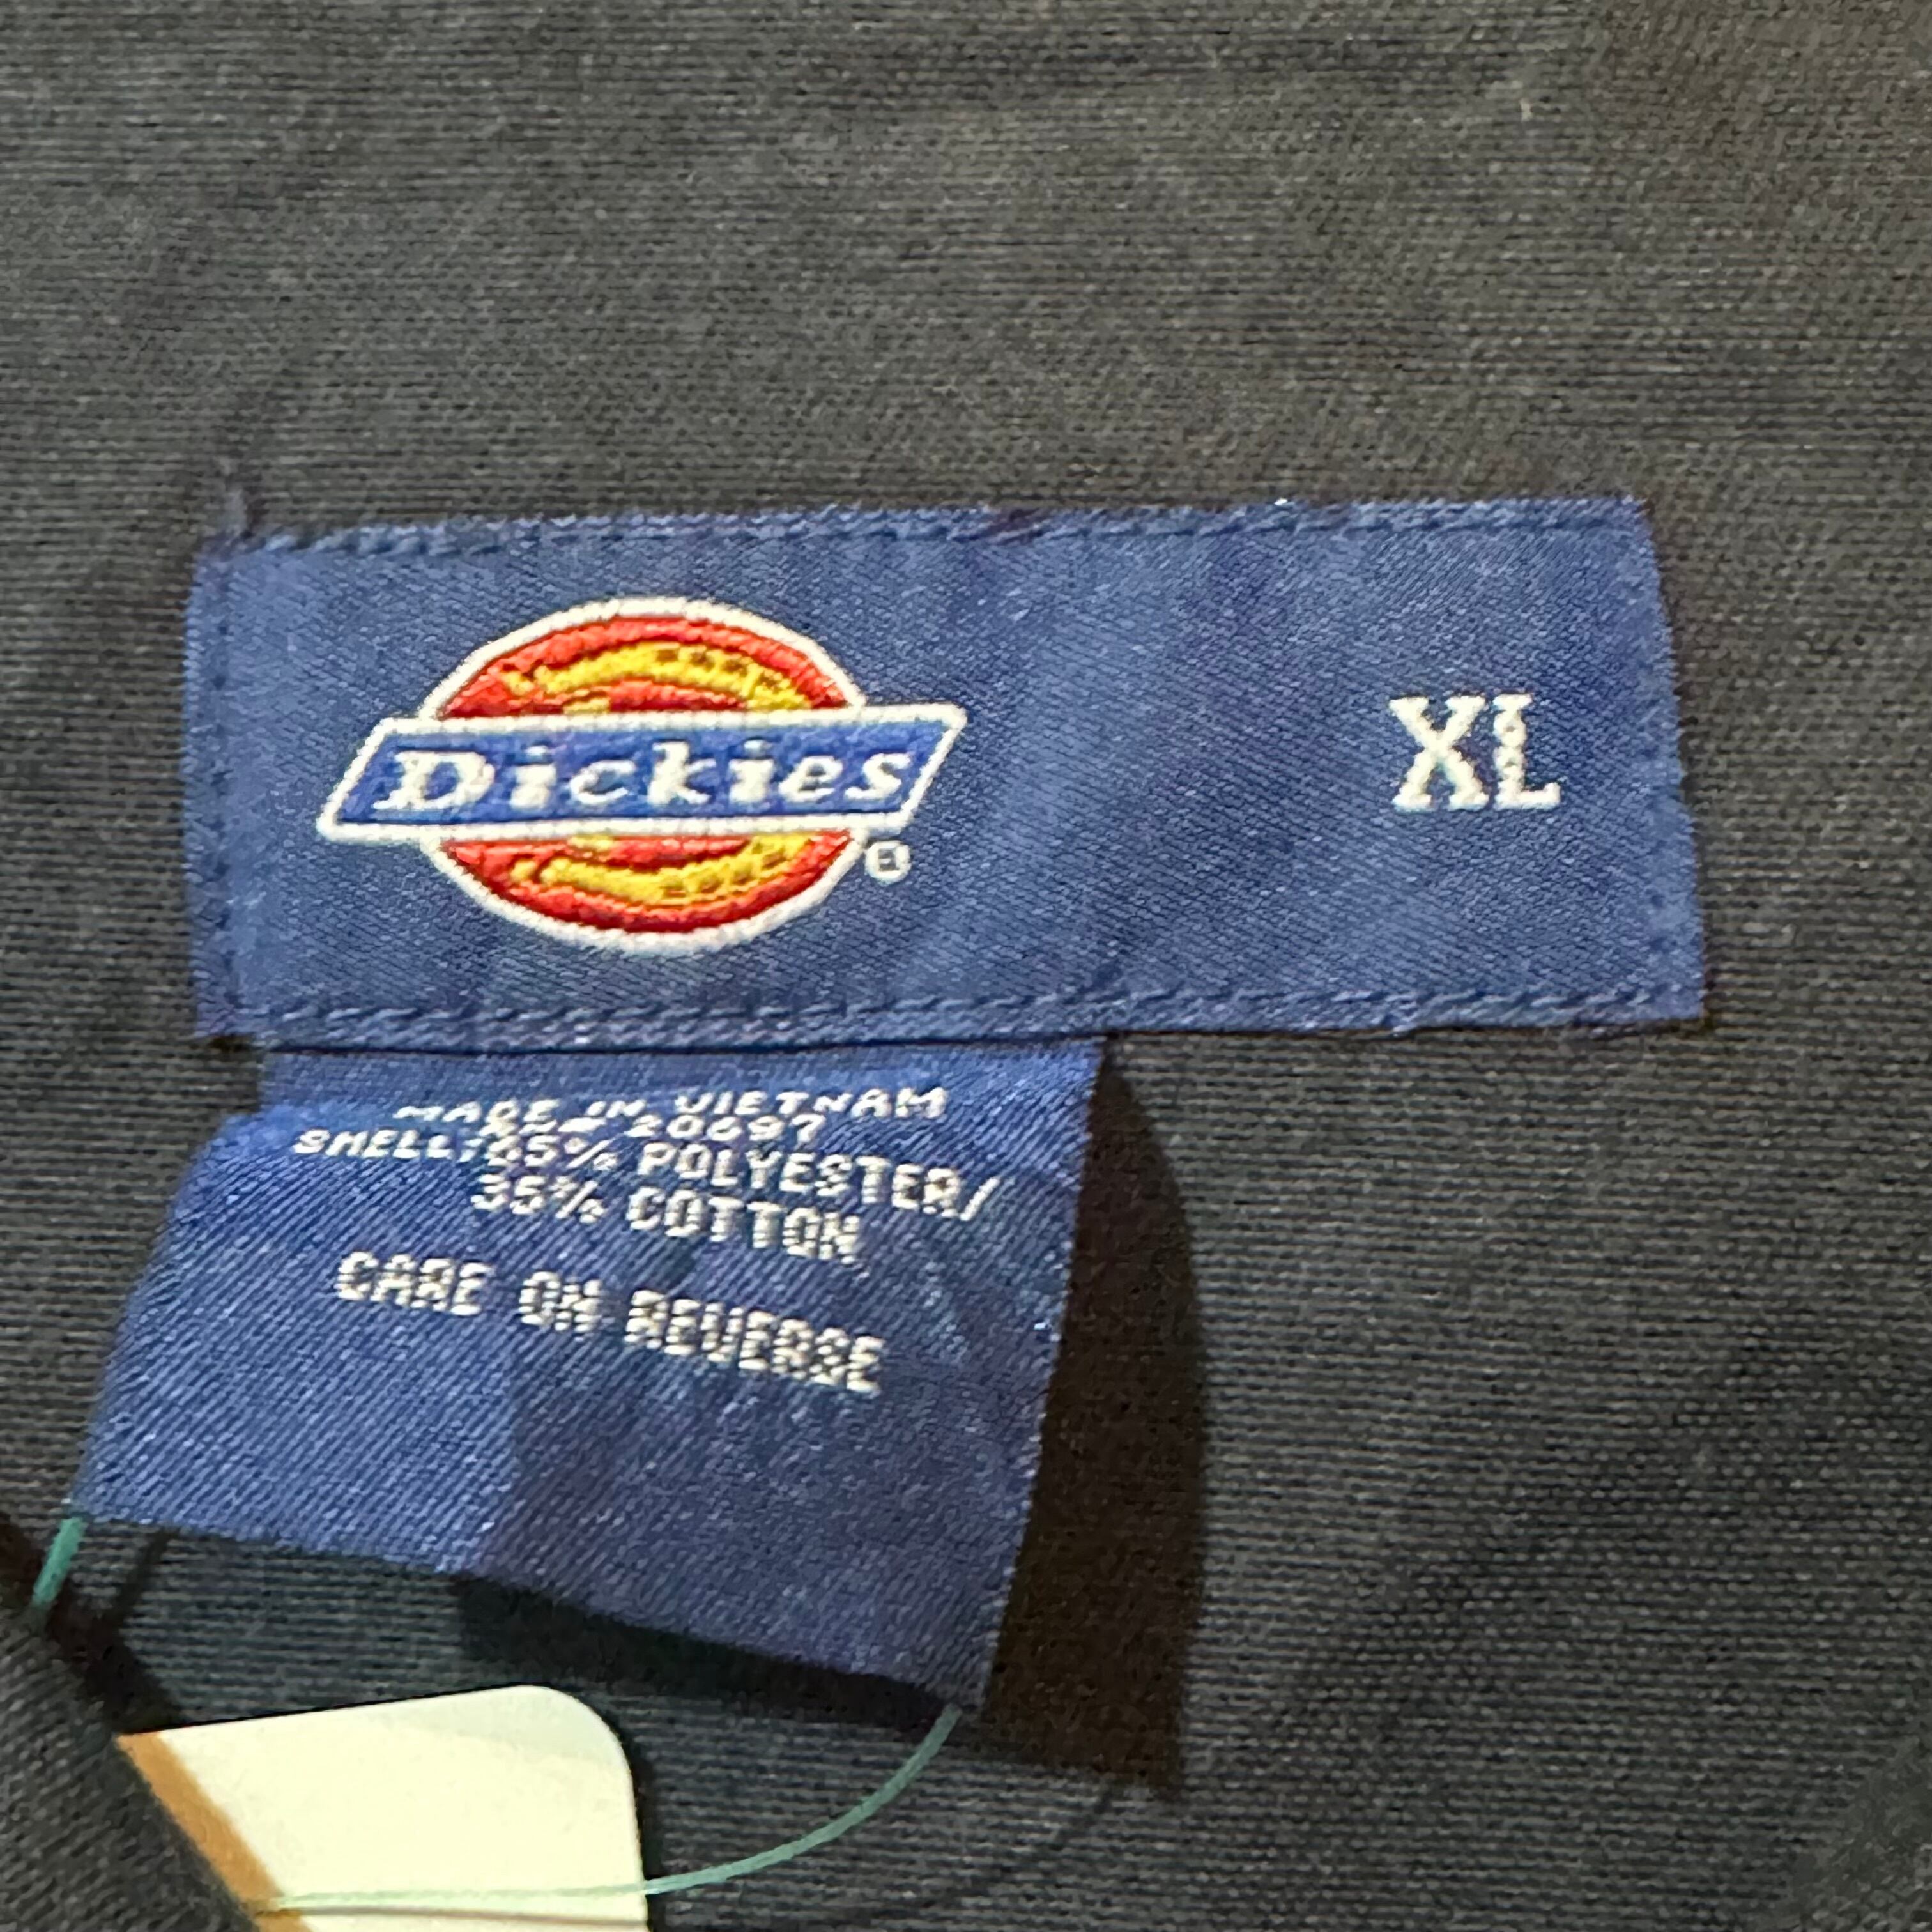 Dickies
®
XL
MADE IN VIETNAM
RN# 20697
SHELL:65% POLYESTER/
35% COTTON
CARE ON REVERSE